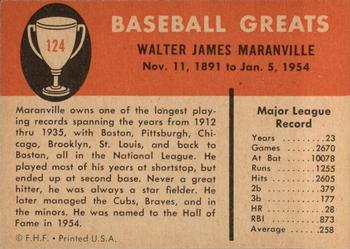 BASEBALL GREATS
124
WALTER JAMES MARANVILLE
Nov. 11, 1891 to Jan. 5, 1954
Maranville owns one of the longest play-
ing records spanning the years from 1912
thru 1935, with Boston, Pittsburgh, Chi-
cago, Brooklyn, St. Louis, and back to
Boston, all in the National League. He
played most of his years at shortstop, but
ended up at second base. Never a great
hitter, he was always a star fielder. He
later managed the Cubs, Braves, and in
the minors. He was named to the Hall of
Fame in 1954.
© F.H.F. • Printed U.S.A.
Major League
Record
Years 23
Games 2670
At Bat 10078
Runs 1255
Hits 2605
2b 379
3b 177
HR 28
RBI 873
Average .258